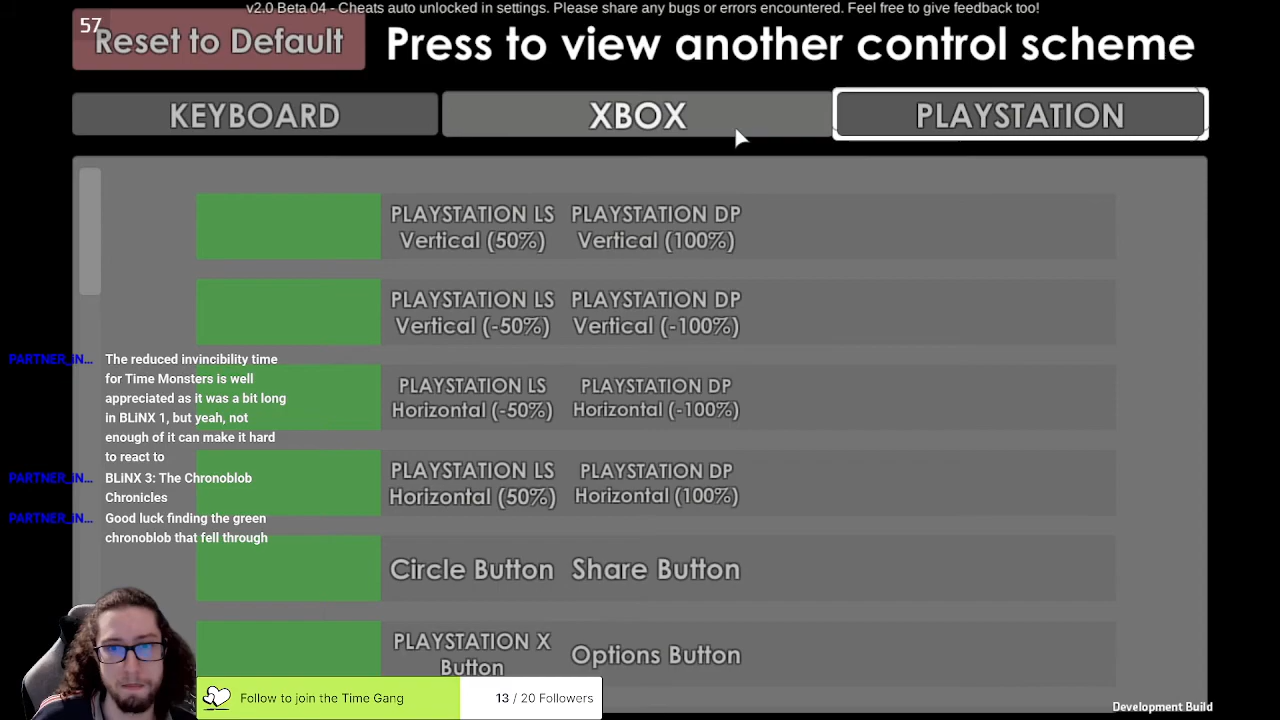 v2.0 Beta 04 - Cheats auto unlocked in settings. Please share any bugs or errors encountered. Feel free to give feedback too!
57
Reset to Default
Press to view another control scheme
KEYBOARD
XBOX
PLAYSTATION
PLAYSTATION LS
Vertical (50%)
PLAYSTATION DP
Vertical (100%)
PLAYSTATION LS
Vertical (-50%)
PLAYSTATION DP
Vertical (-100%)
PLAYSTATION LS
Horizontal (-50%)
PLAYSTATION DP
Horizontal (-100%)
PLAYSTATION LS
Horizontal (50%)
PLAYSTATION DP
Horizontal (100%)
Circle Button
Share Button
PLAYSTATION X
Button
Options Button
PARTNER_iN...
The reduced invincibility time
for Time Monsters is well
appreciated as it was a bit long
in BLiNX 1, but yeah, not
enough of it can make it hard
to react to
PARTNER_iN...
BLiNX 3: The Chronoblob
Chronicles
PARTNER_iN...
Good luck finding the green
chronoblob that fell through
Follow to join the Time Gang
13 / 20 Followers
Development Build